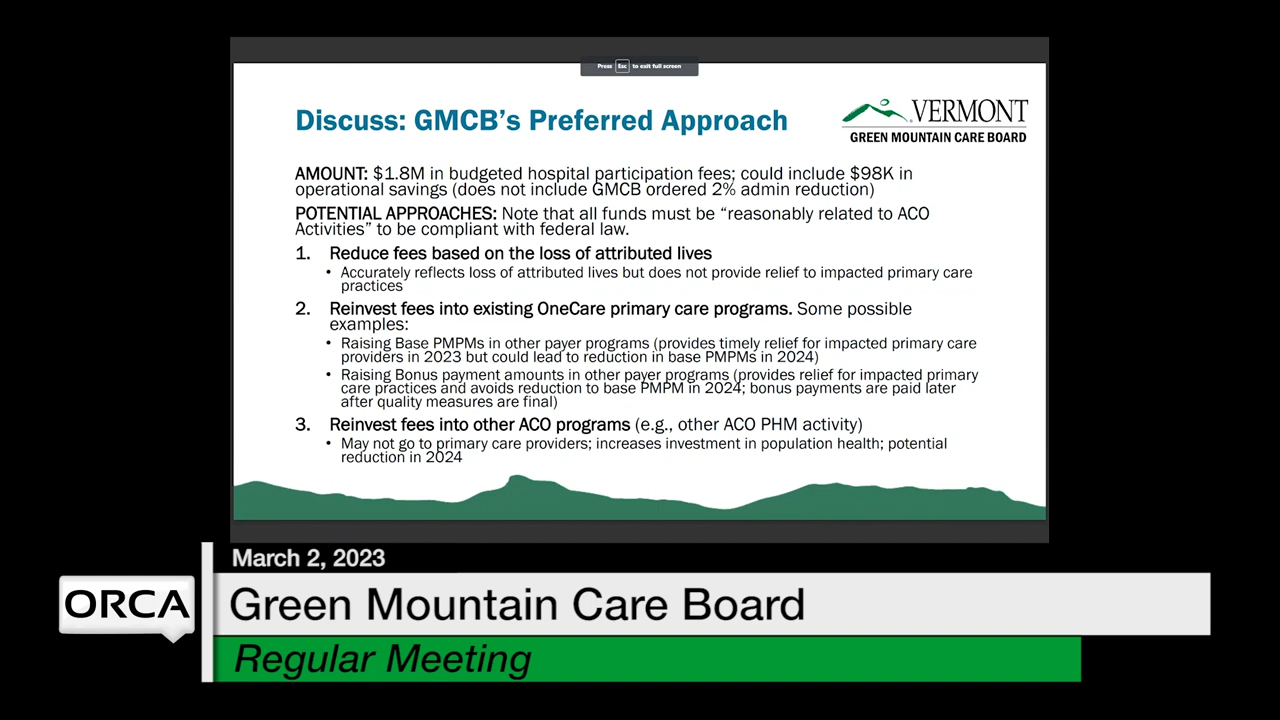 Press Esc to exit full screen
Discuss: GMCB's Preferred Approach
VERMONT
GREEN MOUNTAIN CARE BOARD
AMOUNT: $1.8M in budgeted hospital participation fees; could include $98K in
operational savings (does not include GMCB ordered 2% admin reduction)
POTENTIAL APPROACHES: Note that all funds must be “reasonably related to ACO
Activities” to be compliant with federal law.
1. Reduce fees based on the loss of attributed lives
• Accurately reflects loss of attributed lives but does not provide relief to impacted primary care
practices
2. Reinvest fees into existing OneCare primary care programs. Some possible
examples:
• Raising Base PMPMs in other payer programs (provides timely relief for impacted primary care
providers in 2023 but could lead to reduction in base PMPMs in 2024)
• Raising Bonus payment amounts in other payer programs (provides relief for impacted primary
care practices and avoids reduction to base PMPM in 2024; bonus payments are paid later
after quality measures are final)
3. Reinvest fees into other ACO programs (e.g., other ACO PHM activity)
• May not go to primary care providers; increases investment in population health; potential
reduction in 2024
March 2, 2023
ORCA
Green Mountain Care Board
Regular Meeting